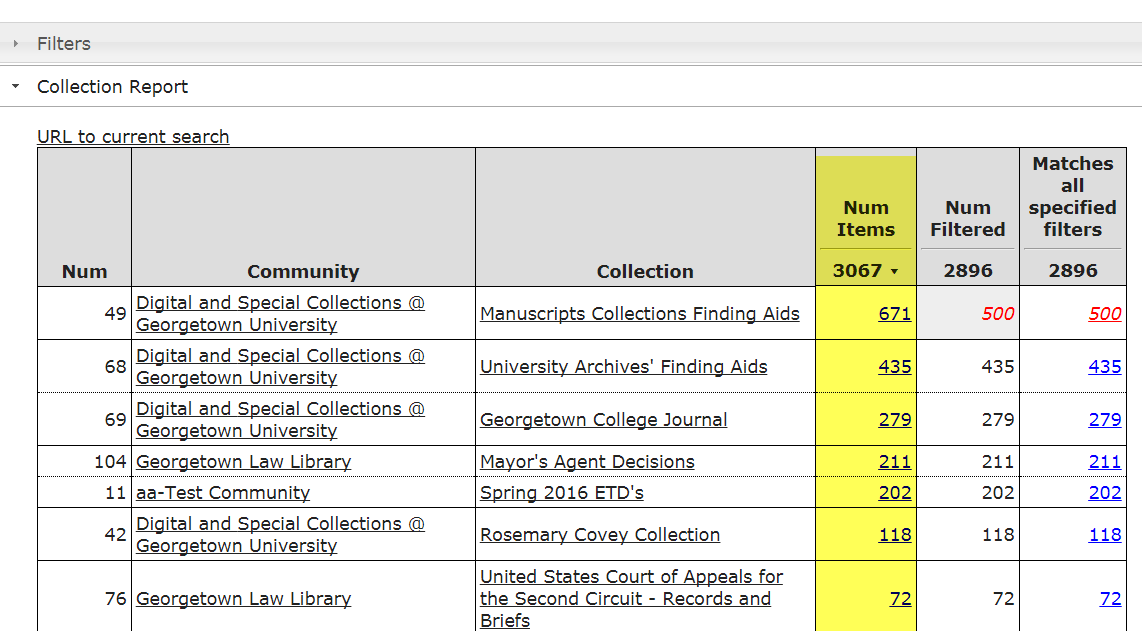 Filters
Collection Report
URL to current search
Num Community Collection Num Items 3067 Num Filtered 2896 Matches all specified filters 2896
49 Digital and Special Collections @ Georgetown University Manuscripts Collections Finding Aids 671 500 500
68 Digital and Special Collections @ Georgetown University University Archives' Finding Aids 435 435 435
69 Digital and Special Collections @ Georgetown University Georgetown College Journal 279 279 279
104 Georgetown Law Library Mayor's Agent Decisions 211 211 211
11 aa-Test Community Spring 2016 ETD's 202 202 202
42 Digital and Special Collections @ Georgetown University Rosemary Covey Collection 118 118 118
76 Georgetown Law Library United States Court of Appeals for the Second Circuit - Records and Briefs 72 72 72